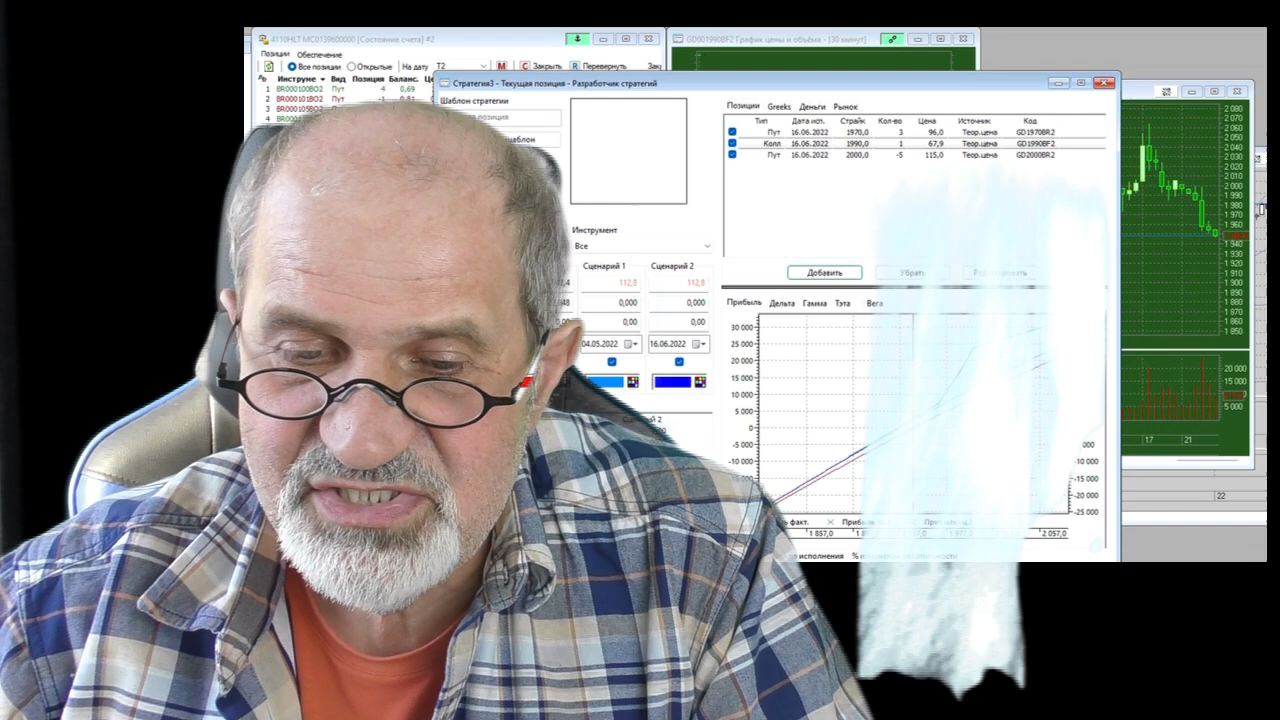 4110HLT MC0139600000 [Состояние счета] #2
GD001990BF2 График цены и объёма - [30 минут]
Позиции Обеспечение
Все позиции Открытые На дату T2 M C Закрыть R Перевернуть
Инструме Вид Позиция Баланс.
1 BR000100BO2 Пут 4 0,69
2 BR000101BO2 Пут -1
3 BR000105BO2
4
Стратегия3 - Текущая позиция - Разработчик стратегий
Шаблон стратегии
позиция
шаблон
Позиции Greeks Деньги Рынок
Тип Дата исп. Страйк Кол-во Цена Источник Код
Пут 16.06.2022 1970,0 3 96,0 Теор.цена GD1970BR2
Колл 16.06.2022 1990,0 1 67,9 Теор.цена GD1990BF2
Пут 16.06.2022 2000,0 -5 115,0 Теор.цена GD2000BR2
Добавить Убрать Редактировать
Инструмент
Все
Сценарий 1 Сценарий 2
112,8 112,8
0,000 0,000
0,00 0,00
04.05.2022 16.06.2022
Прибыль Дельта Гамма Тэта Вега
30 000
25 000
20 000
15 000
10 000
5 000
0
-5 000
-10 000
-15 000
-20 000
-25 000
факт.
1 857,0 2 057,0
исполнения %
2 080
2 070
2 060
2 050
2 040
2 030
2 020
2 010
2 000
1 990
1 980
1 970
1 960
1 940
1 930
1 920
1 910
1 900
1 890
1 880
1 870
1 860
1 850
20 000
15 000
5 000
17 21
22